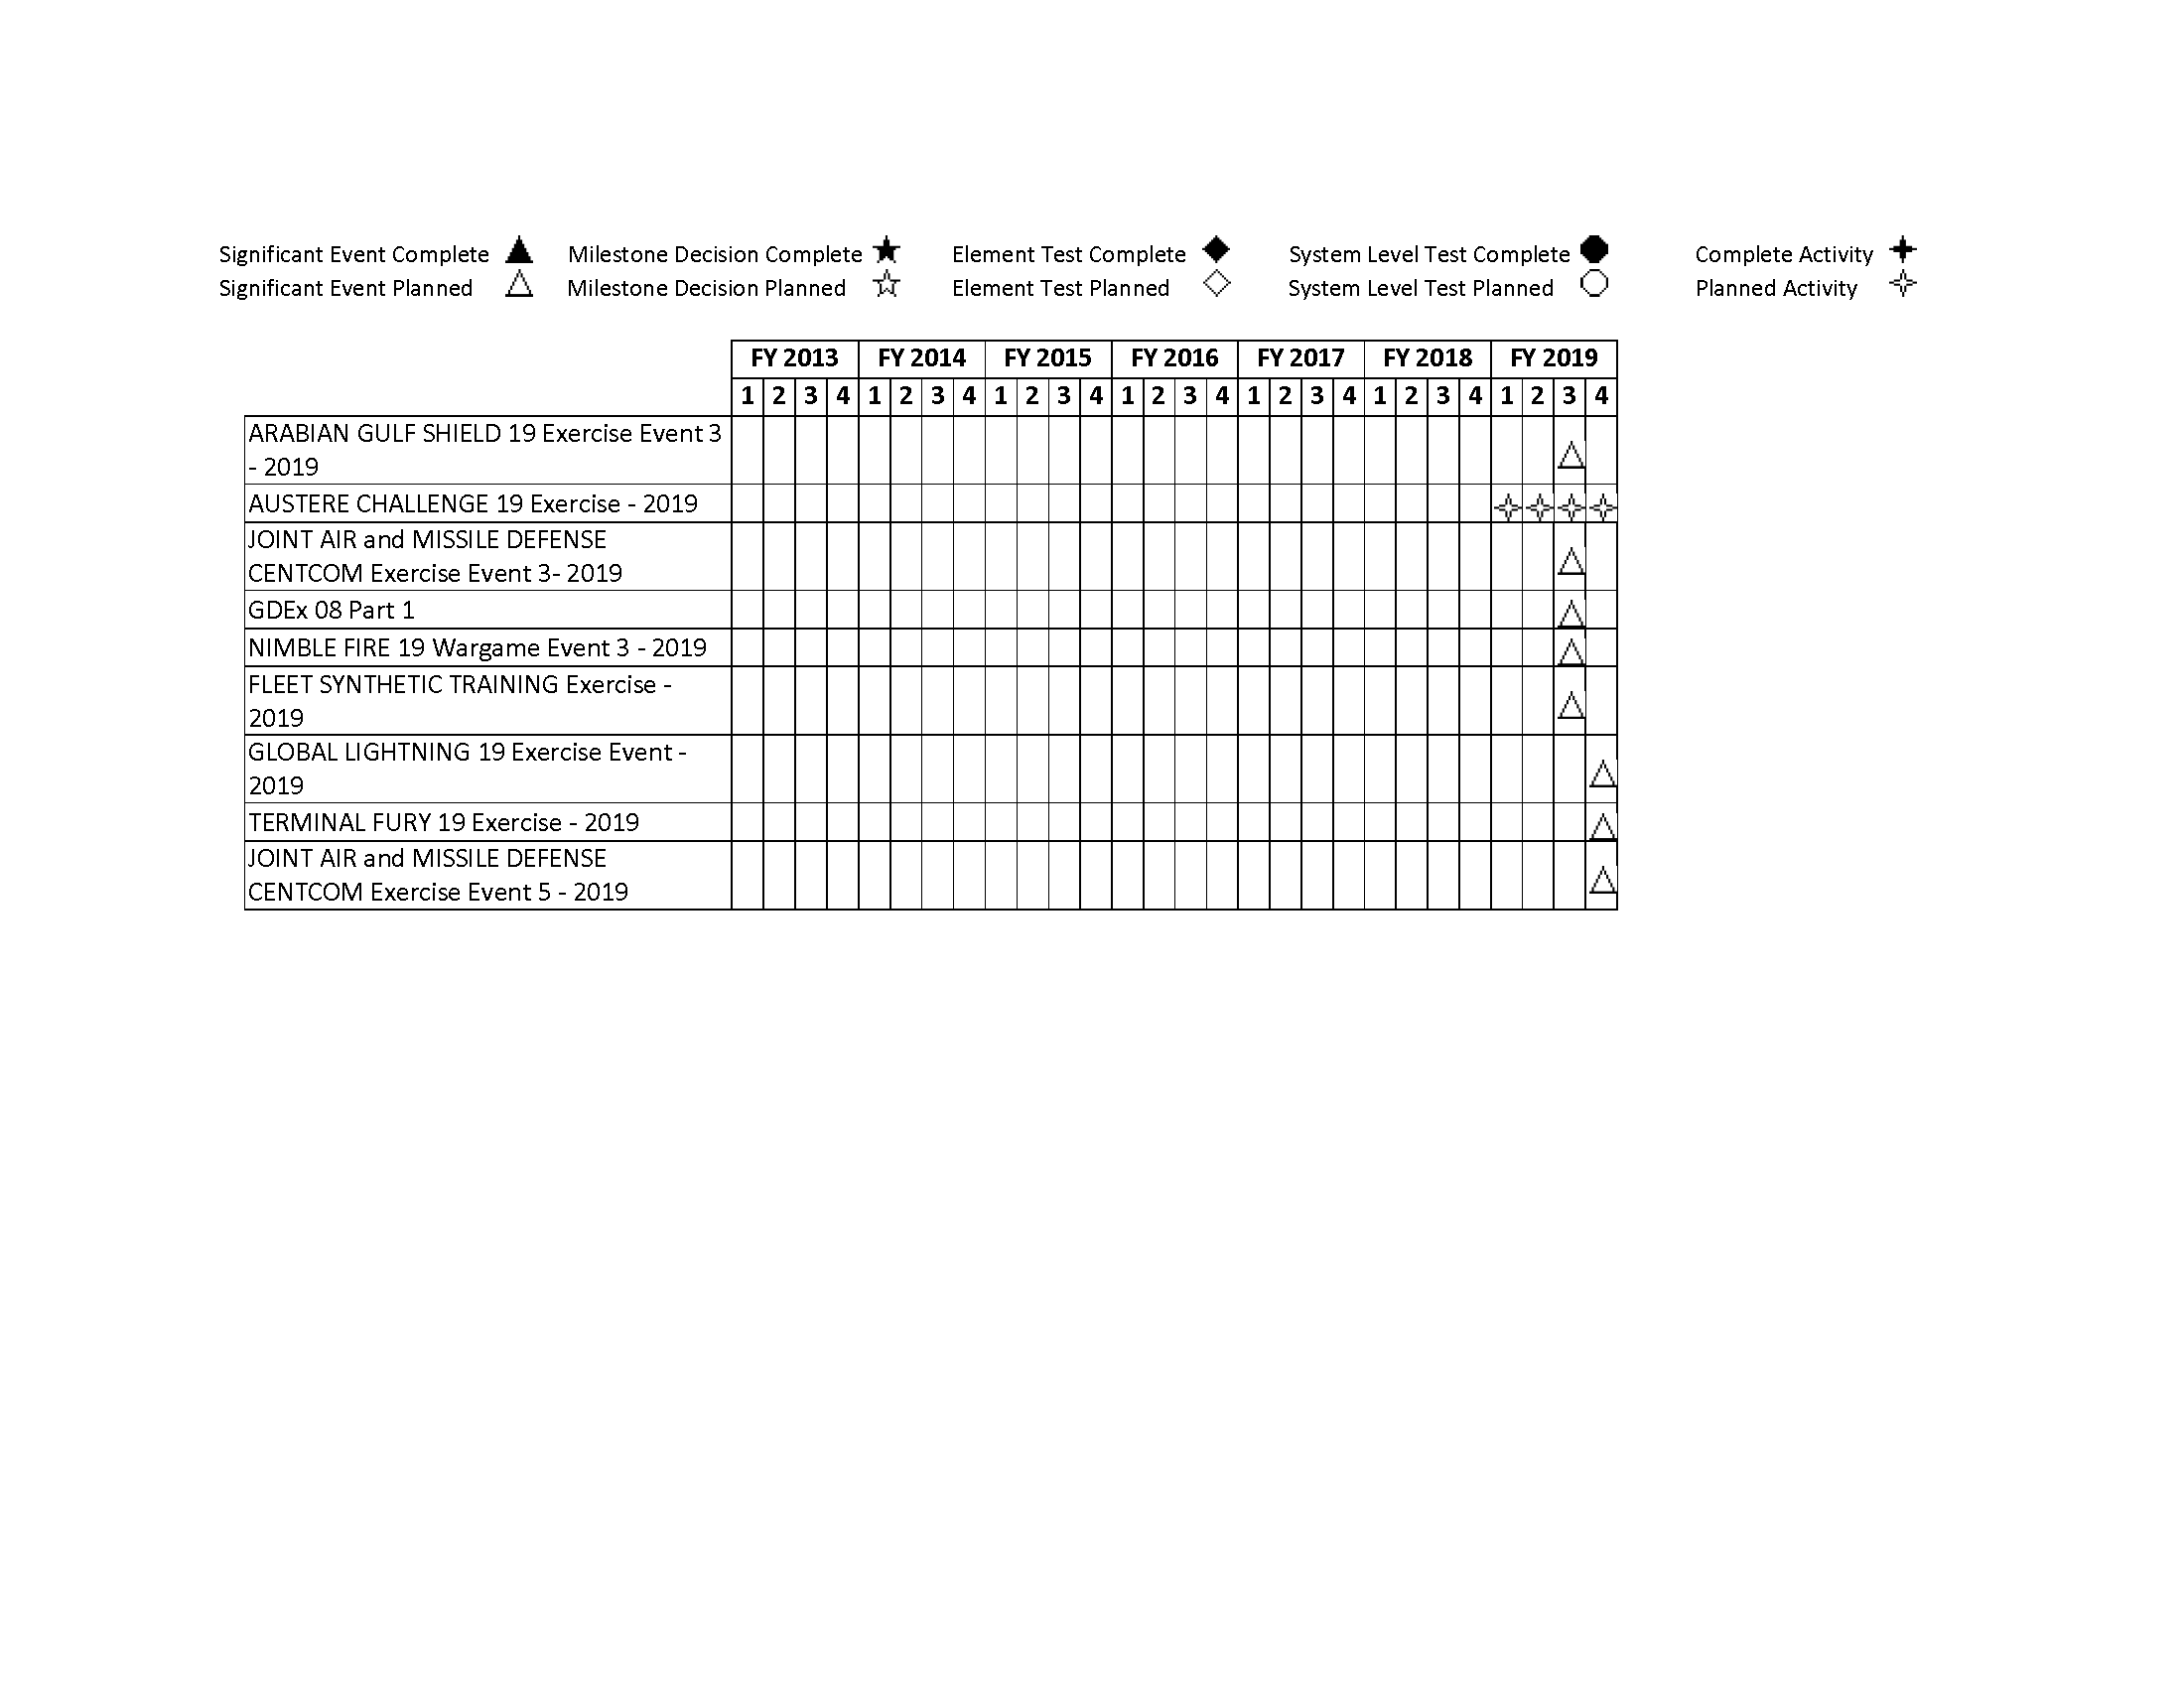 Significant Event Complete Milestone Decision Complete Element Test Complete System Level Test Complete Complete Activity
Significant Event Planned Milestone Decision Planned Element Test Planned System Level Test Planned Planned Activity
FY 2013 FY 2014 FY 2015 FY 2016 FY 2017 FY 2018 FY 2019
1 2 3 4 1 2 3 4 1 2 3 4 1 2 3 4 1 2 3 4 1 2 3 4 1 2 3 4
ARABIAN GULF SHIELD 19 Exercise Event 3
- 2019
AUSTERE CHALLENGE 19 Exercise - 2019
JOINT AIR and MISSILE DEFENSE
CENTCOM Exercise Event 3- 2019
GDEx 08 Part 1
NIMBLE FIRE 19 Wargame Event 3 - 2019
FLEET SYNTHETIC TRAINING Exercise -
2019
GLOBAL LIGHTNING 19 Exercise Event -
2019
TERMINAL FURY 19 Exercise - 2019
JOINT AIR and MISSILE DEFENSE
CENTCOM Exercise Event 5 - 2019